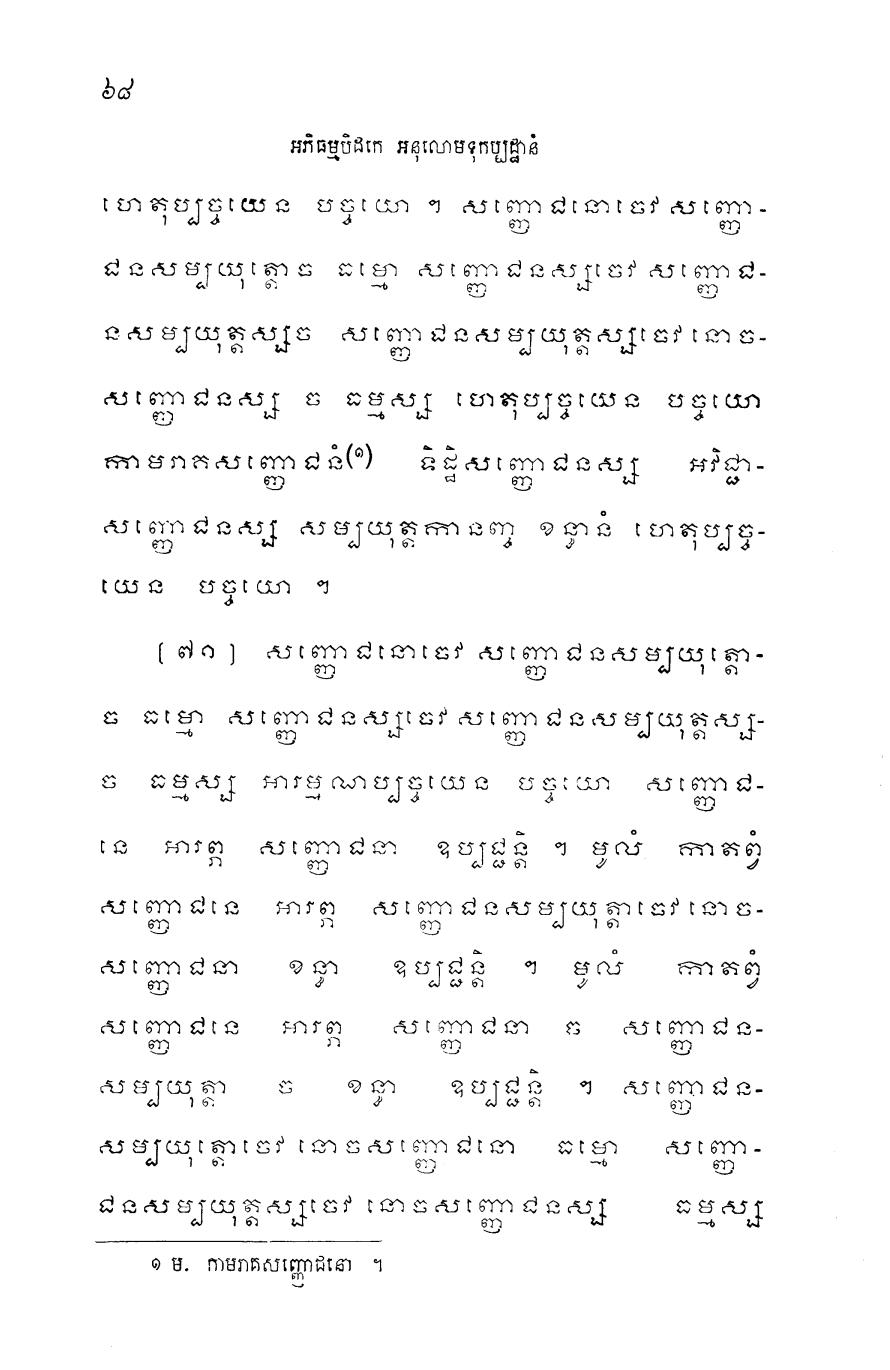 ៦៨
អភិធម្មបិដកេ អនុលោមទុកប្បដ្ឋានំ
ហេតុប្បច្ចយេន បច្ចយោ ។ សញ្ញោជនោចេវ សញ្ញោ-
ជនសម្បយុត្តោច ធម្មោ សញ្ញោជនស្សចេវ សញ្ញោជ-
នសម្បយុត្តស្សច សញ្ញោជនសម្បយុត្តស្សចេវ នោច-
សញ្ញោជនស្ស ច ធម្មស្ស ហេតុប្បច្ចយេន បច្ចយោ
កាមរាគសញ្ញោជនំ(១) ទិដ្ឋិសញ្ញោជនស្ស អវិជ្ជា-
សញ្ញោជនស្ស សម្បយុត្តកានញ្ច ខន្ធានំ ហេតុប្បច្ច-
យេន បច្ចយោ ។
[៧១] សញ្ញោជនោចេវ សញ្ញោជនសម្បយុត្តោ-
ច ធម្មោ សញ្ញោជនស្សចេវ សញ្ញោជនសម្បយុត្តស្ស-
ច ធម្មស្ស អារម្មណប្បច្ចយេន បច្ចយោ សញ្ញោជ-
នេ អារព្ភ សញ្ញោជនា ឧប្បជ្ជន្តិ ។ មូលំ កាតព្វំ
សញ្ញោជនេ អារព្ភ សញ្ញោជនសម្បយុត្តាចេវ នោច-
សញ្ញោជនា ខន្ធា ឧប្បជ្ជន្តិ ។ មូលំ កាតព្វំ
សញ្ញោជនេ អារព្ភ សញ្ញោជនា ច សញ្ញោជន-
សម្បយុត្តា ច ខន្ធា ឧប្បជ្ជន្តិ ។ សញ្ញោជន-
សម្បយុត្តោចេវ នោចសញ្ញោជនោ ធម្មោ សញ្ញោ-
ជនសម្បយុត្តស្សចេវ នោចសញ្ញោជនស្ស ធម្មស្ស
១ ម. កាមរាគសញ្ញោជនោ ។